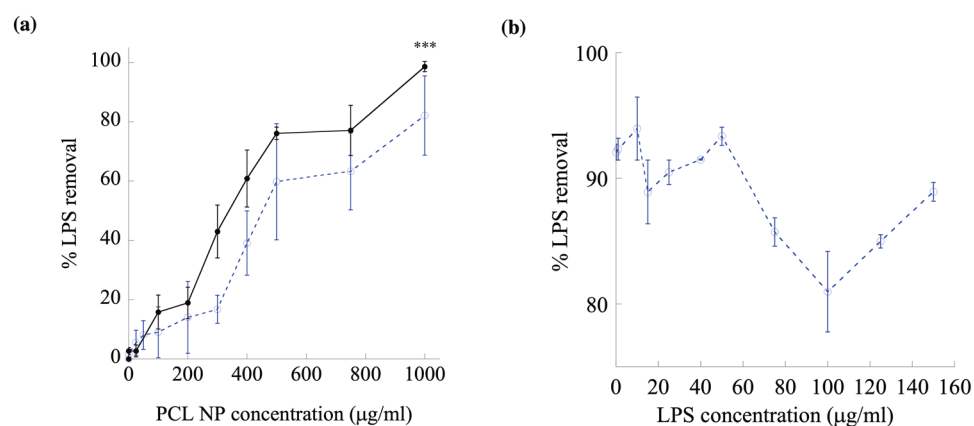 (a)
***
100
80
60
40
20
0
% LPS removal
0 200 400 600 800 1000
PCL NP concentration (µg/ml)
(b)
100
90
80
% LPS removal
0 20 40 60 80 100 120 140 160
LPS concentration (µg/ml)